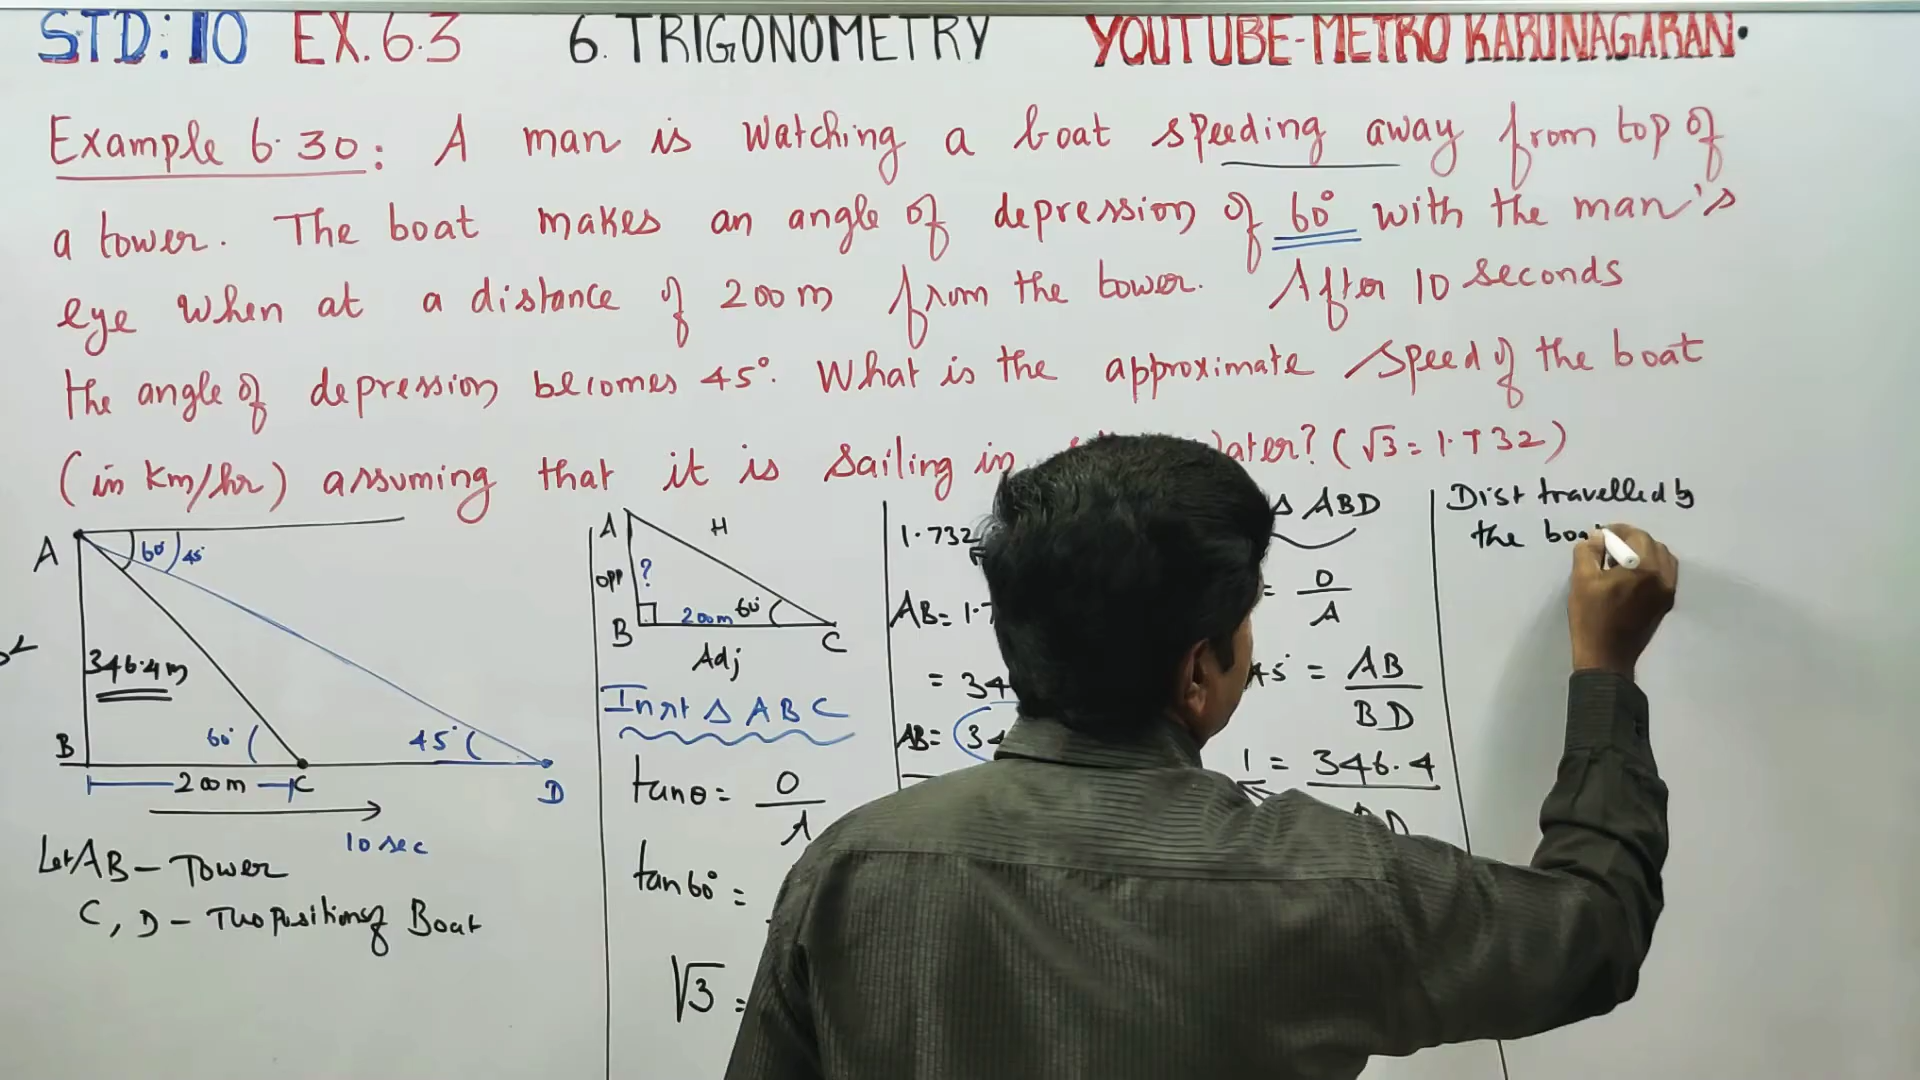 STD: 10 EX. 6.3 6. TRIGONOMETRY YOUTUBE-METRO KARUNAGARAN.
Example 6.30: A man is watching a boat speeding away from top of
a tower. The boat makes an angle of depression of 60° with the man's
eye when at a distance of 200m from the tower. After 10 seconds
the angle of depression becomes 45°. What is the approximate speed of the boat
(in km/hr) assuming that it is sailing in water? (√3 = 1.732)
A 60° 45°
346.4m
B 60° 45°
200m C D
10 sec
Let AB - Tower
C, D - Two positions of Boat
A H
opp ?
200m 60°
B C
Adj
In rt Δ ABC
tanθ = O
A
tan60° =
√3 =
1.732
AB = 1.7
= 34
AB = 34
Δ ABD
= O
A
45° = AB
BD
1 = 346.4
BD
Dist travelled by
the boa